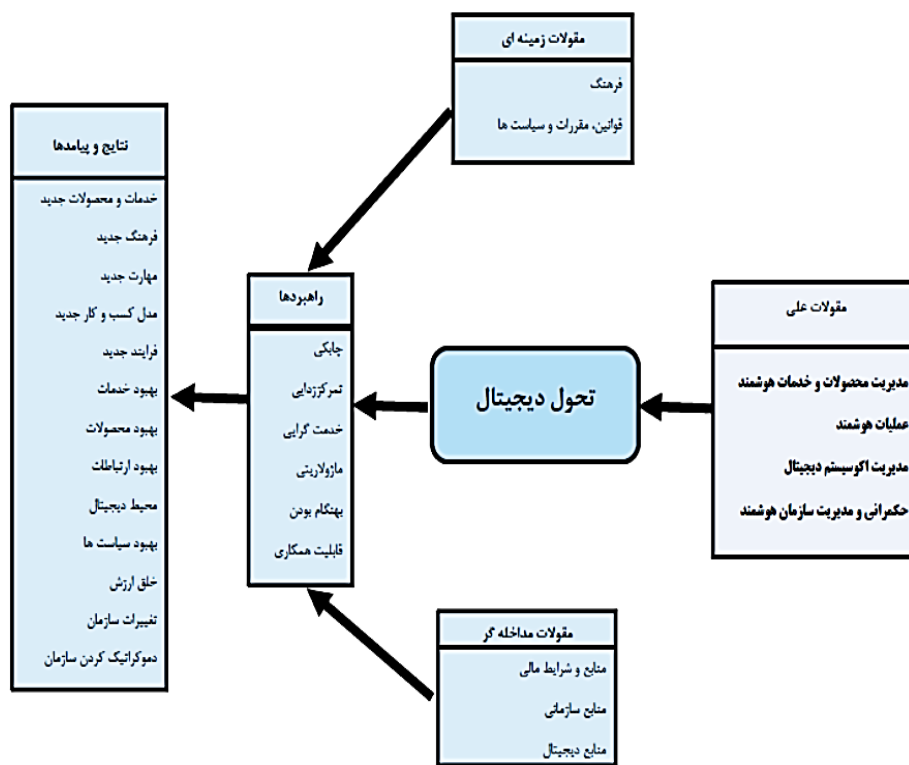 مقولات زمینه ای
فرهنگ
قوانین، مقررات و سیاست ها
مقولات علی
مدیریت محصولات و خدمات هوشمند
عملیات هوشمند
مدیریت اکوسیستم دیجیتال
حکمرانی و مدیریت سازمان هوشمند
تحول دیجیتال
راهبردها
چابکی
تمرکززدایی
خدمت گرایی
ماژولاریتی
بهنگام بودن
قابلیت همکاری
مقولات مداخله گر
منابع و شرایط مالی
منابع سازمانی
منابع دیجیتال
نتایج و پیامدها
خدمات و محصولات جدید
فرهنگ جدید
مهارت جدید
مدل کسب و کار جدید
فرایند جدید
بهبود خدمات
بهبود محصولات
بهبود ارتباطات
محیط دیجیتال
بهبود سیاست ها
خلق ارزش
تغییرات سازمان
دموکراتیک کردن سازمان